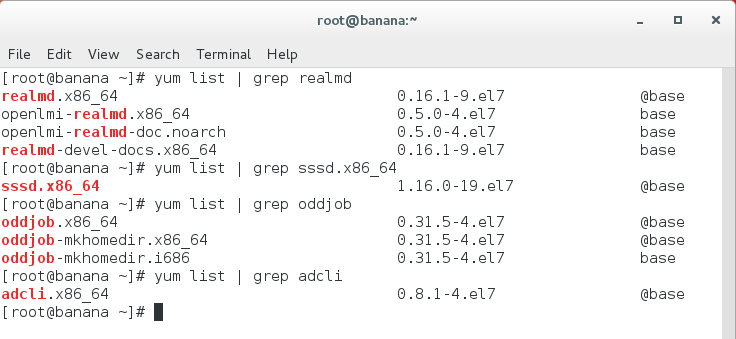 root@banana:~
File Edit View Search Terminal Help
[root@banana ~]# yum list | grep realmd
realmd.x86_64 0.16.1-9.el7 @base
openlmi-realmd.x86_64 0.5.0-4.el7 base
openlmi-realmd-doc.noarch 0.5.0-4.el7 base
realmd-devel-docs.x86_64 0.16.1-9.el7 base
[root@banana ~]# yum list | grep sssd.x86_64
sssd.x86_64 1.16.0-19.el7 @base
[root@banana ~]# yum list | grep oddjob
oddjob.x86_64 0.31.5-4.el7 @base
oddjob-mkhomedir.x86_64 0.31.5-4.el7 @base
oddjob-mkhomedir.i686 0.31.5-4.el7 base
[root@banana ~]# yum list | grep adcli
adcli.x86_64 0.8.1-4.el7 @base
[root@banana ~]#